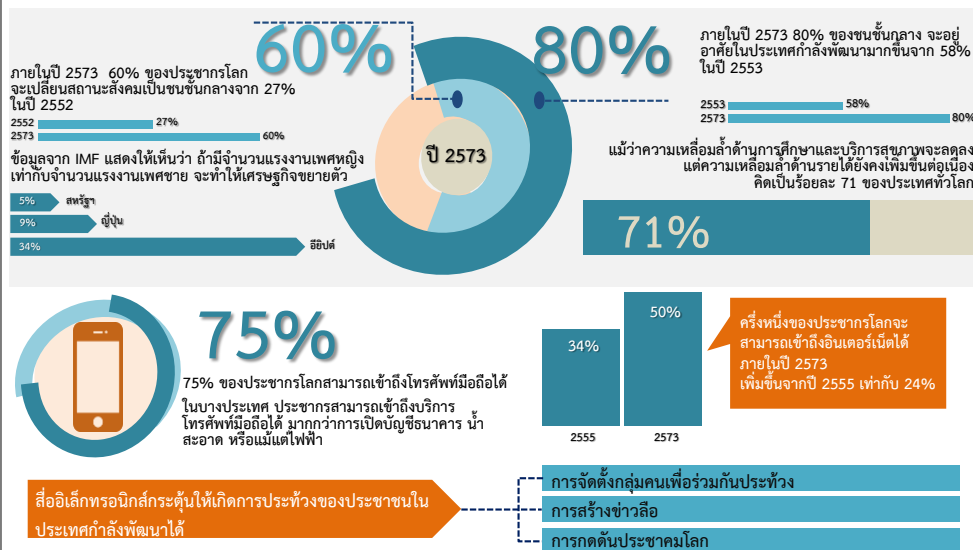 60%
ภายในปี 2573 60% ของประชากรโลก
จะเปลี่ยนสถานะสังคมเป็นชนชั้นกลางจาก 27%
ในปี 2552
2552 27%
2573 60%
ข้อมูลจาก IMF แสดงให้เห็นว่า ถ้ามีจำนวนแรงงานเพศหญิง
เท่ากับจำนวนแรงงานเพศชาย จะทำให้เศรษฐกิจขยายตัว
5% สหรัฐฯ
9% ญี่ปุ่น
34% อียิปต์
ปี 2573
80%
ภายในปี 2573 80% ของชนชั้นกลาง จะอยู่
อาศัยในประเทศกำลังพัฒนามากขึ้นจาก 58%
ในปี 2553
2553 58%
2573 80%
แม้ว่าความเหลื่อมล้ำด้านการศึกษาและบริการสุขภาพจะลดลง
แต่ความเหลื่อมล้ำด้านรายได้ยังคงเพิ่มขึ้นต่อเนื่อง
คิดเป็นร้อยละ 71 ของประเทศทั่วโลก
71%
75%
75% ของประชากรโลกสามารถเข้าถึงโทรศัพท์มือถือได้
ในบางประเทศ ประชากรสามารถเข้าถึงบริการ
โทรศัพท์มือถือได้ มากกว่าการเปิดบัญชีธนาคาร น้ำ
สะอาด หรือแม้แต่ไฟฟ้า
34%
50%
2555 2573
ครึ่งหนึ่งของประชากรโลกจะ
สามารถเข้าถึงอินเตอร์เน็ตได้
ภายในปี 2573
เพิ่มขึ้นจากปี 2555 เท่ากับ 24%
สื่ออิเล็กทรอนิกส์กระตุ้นให้เกิดการประท้วงของประชาชนใน
ประเทศกำลังพัฒนาได้
การจัดตั้งกลุ่มคนเพื่อร่วมกันประท้วง
การสร้างข่าวลือ
การกดดันประชาคมโลก